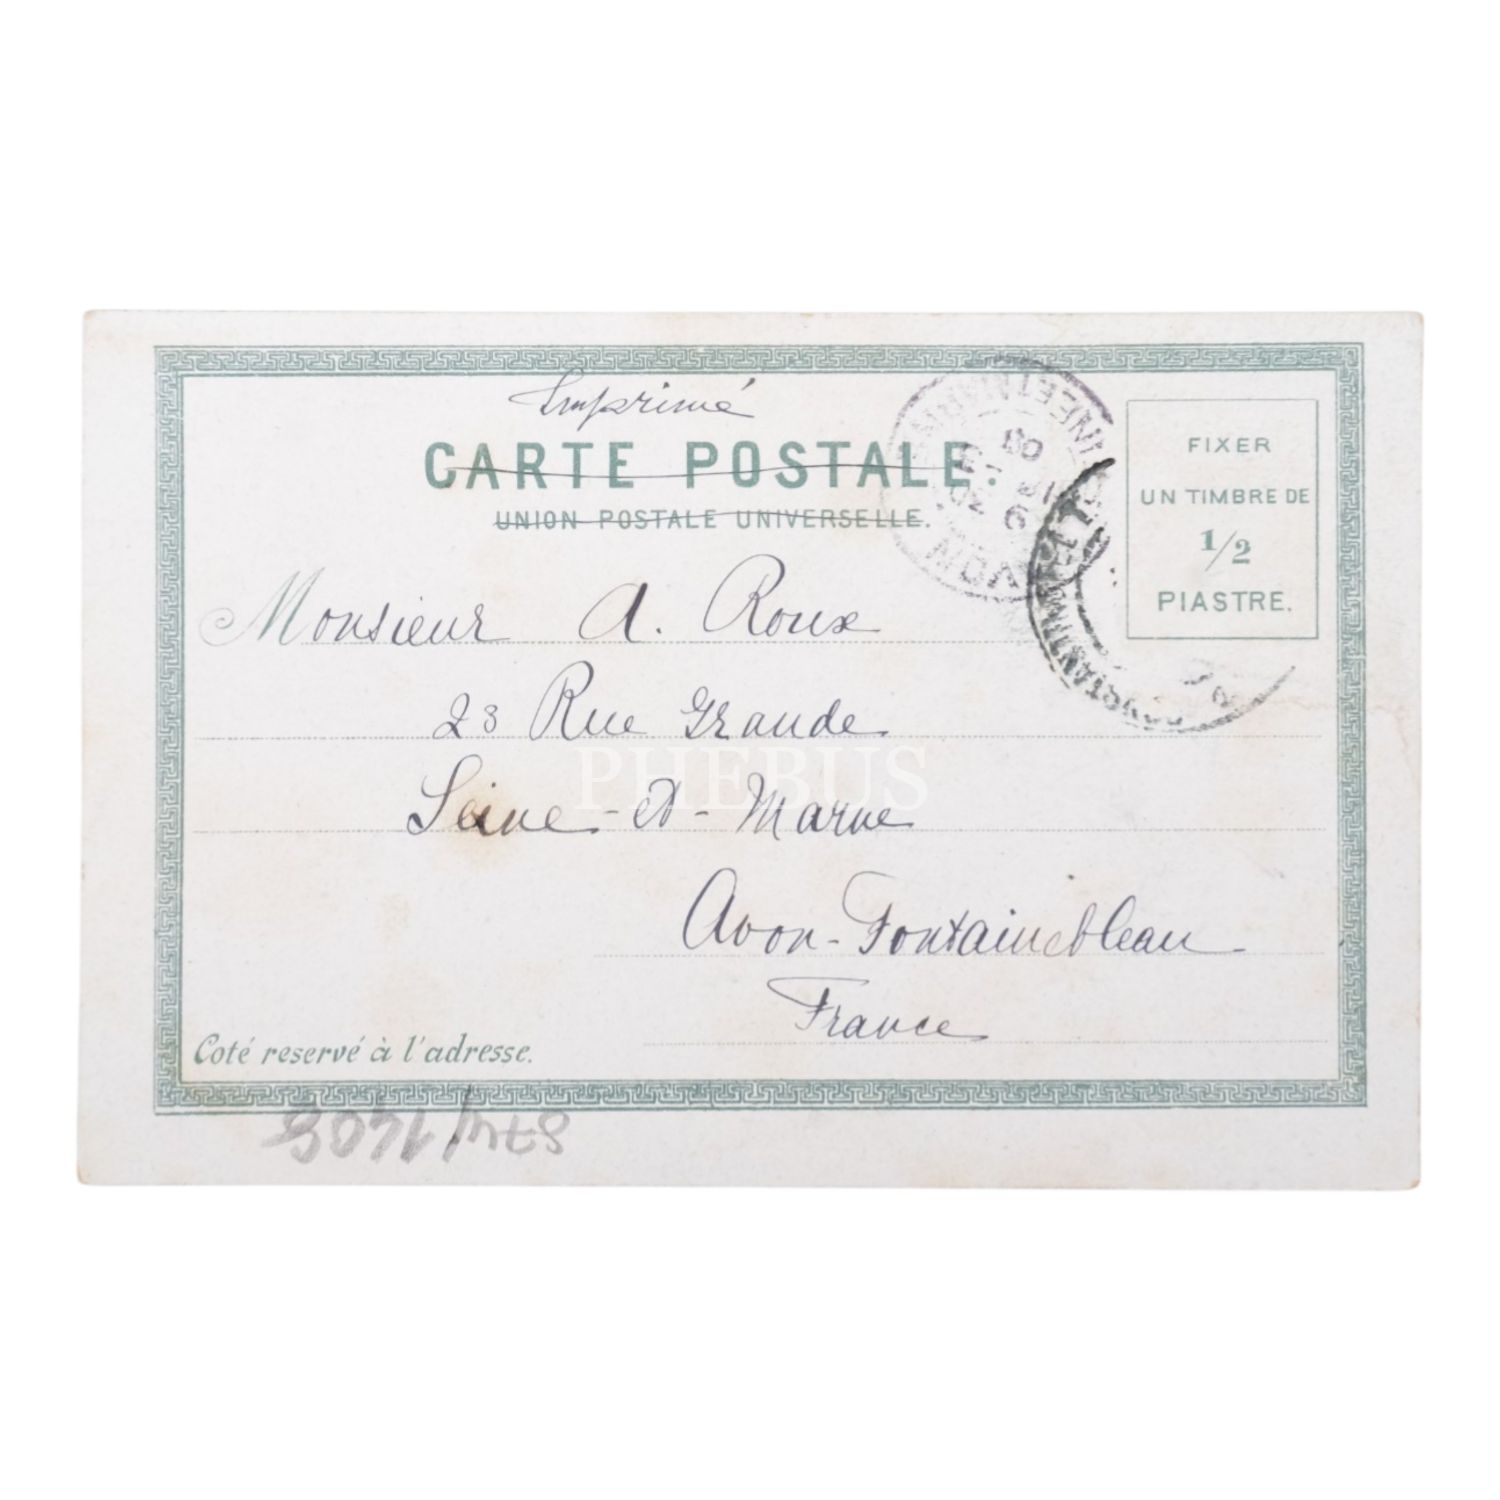 Imprimé
CARTE POSTALE.
UNION POSTALE UNIVERSELLE.
FIXER
UN TIMBRE DE
1/2
PIASTRE.
Monsieur A. Roux
23 Rue Grande
Seine-et-Marne
Avon-Fontainebleau
France
Coté reservé à l'adresse.
PHEBUS
AVON